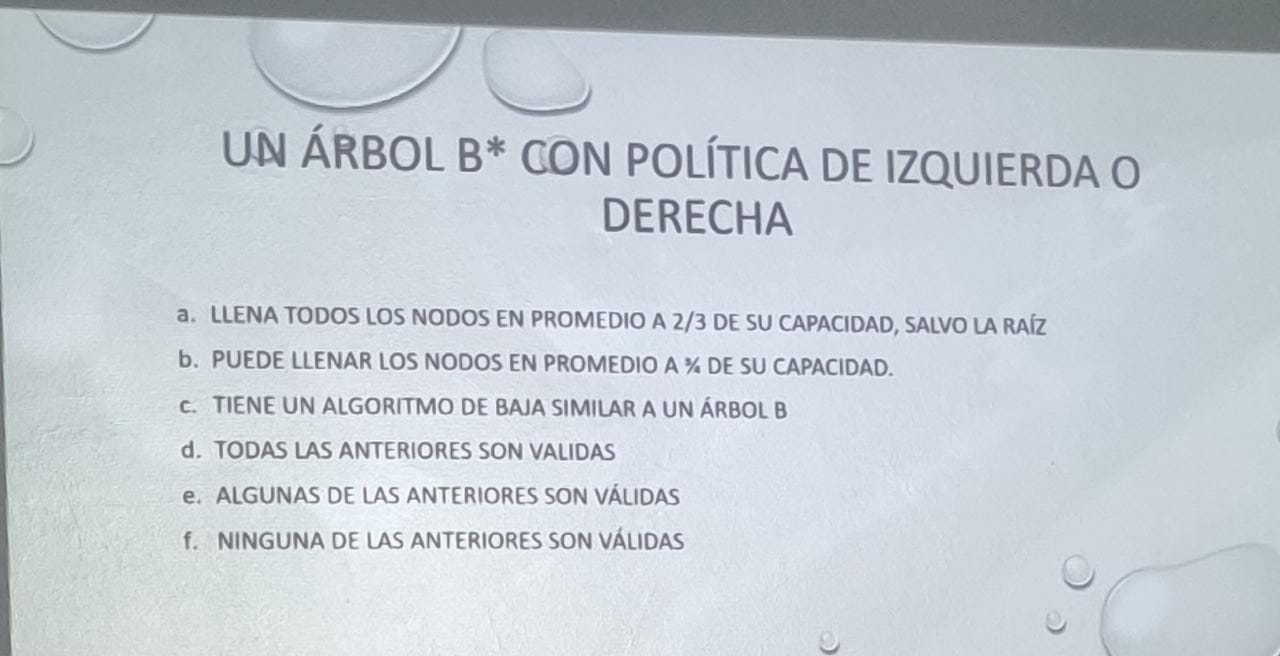 UN ÁRBOL B* CON POLÍTICA DE IZQUIERDA O
DERECHA
a. LLENA TODOS LOS NODOS EN PROMEDIO A 2/3 DE SU CAPACIDAD, SALVO LA RAÍZ
b. PUEDE LLENAR LOS NODOS EN PROMEDIO A ¾ DE SU CAPACIDAD.
c. TIENE UN ALGORITMO DE BAJA SIMILAR A UN ÁRBOL B
d. TODAS LAS ANTERIORES SON VALIDAS
e. ALGUNAS DE LAS ANTERIORES SON VÁLIDAS
f. NINGUNA DE LAS ANTERIORES SON VÁLIDAS